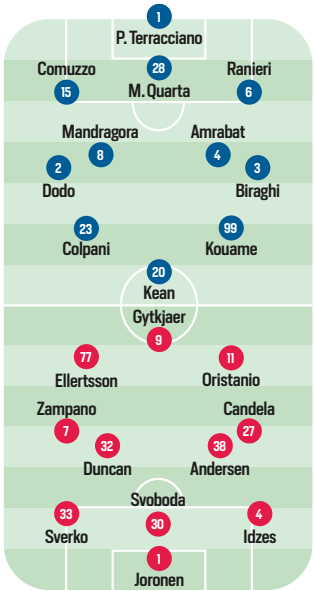 1
P. Terracciano
Comuzzo 28 Ranieri
15 M. Quarta 6
Mandragora Amrabat
8 4
2 3
Dodo Biraghi
23 99
Colpani Kouame
20
Kean
Gytkjaer
9
77 11
Ellertsson Oristanio
Zampano Candela
7 27
32 38
Duncan Andersen
Svoboda
33 30 4
Sverko Idzes
1
Joronen